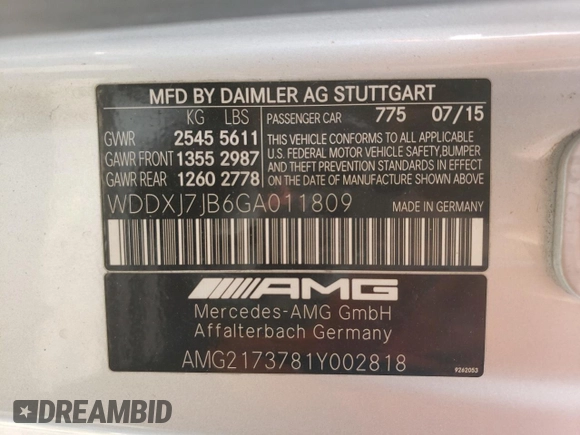 MFD BY DAIMLER AG STUTTGART
KG LBS PASSENGER CAR 775 07/15
GVWR 2545 5611
GAWR FRONT 1355 2987
GAWR REAR 1260 2778
THIS VEHICLE CONFORMS TO ALL APPLICABLE
U.S. FEDERAL MOTOR VEHICLE SAFETY,BUMPER,
AND THEFT PREVENTION STANDARDS IN EFFECT
ON THE DATE OF MANUFACTURE SHOWN ABOVE.
WDDXJ7JB6GA011809 MADE IN GERMANY
AMG
Mercedes-AMG GmbH
Affalterbach Germany
AMG2173781Y002818
9262053
DREAMBID